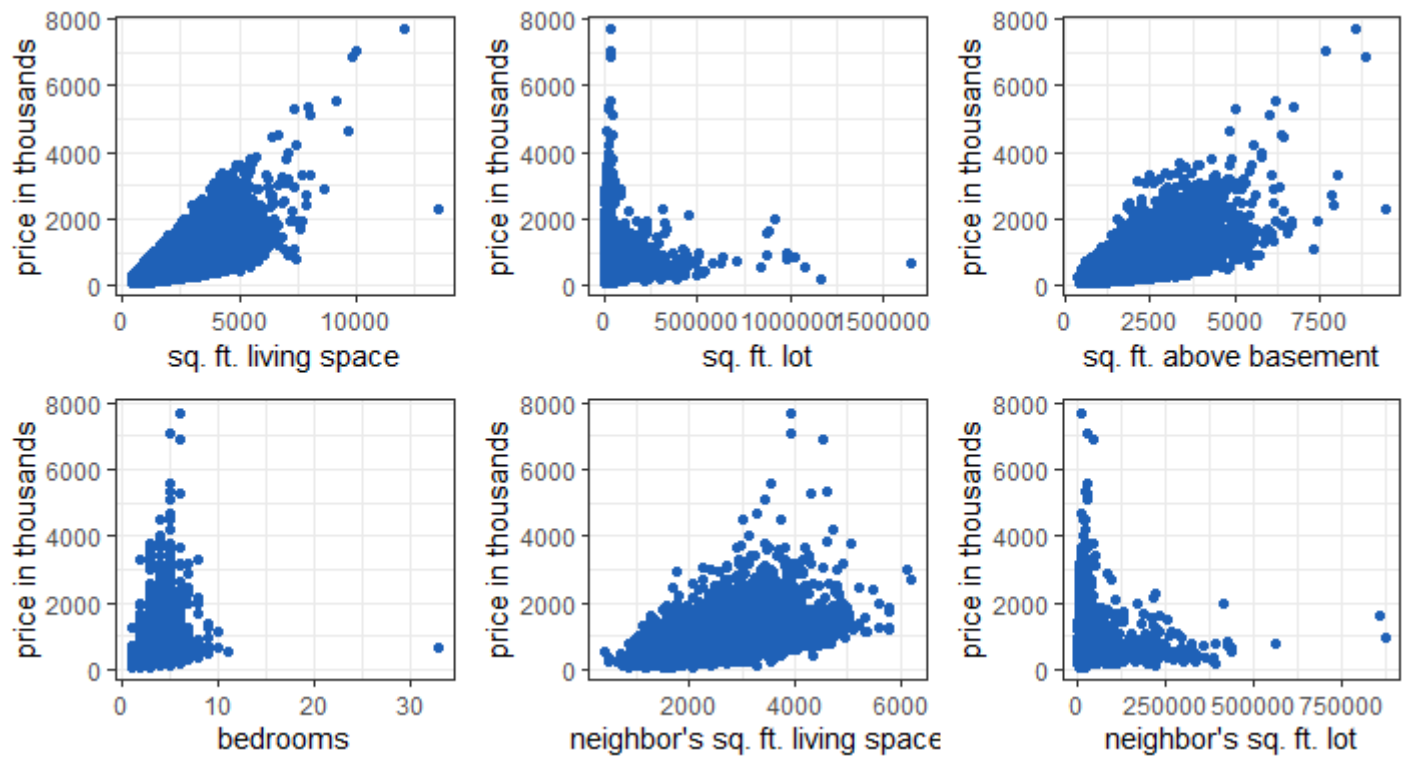 price in thousands
8000
6000
4000
2000
0
0 5000 10000
sq. ft. living space
price in thousands
8000
6000
4000
2000
0
0 500000 1000000 1500000
sq. ft. lot
price in thousands
8000
6000
4000
2000
0
0 2500 5000 7500
sq. ft. above basement
price in thousands
8000
6000
4000
2000
0
0 10 20 30
bedrooms
price in thousands
8000
6000
4000
2000
0
2000 4000 6000
neighbor's sq. ft. living space
price in thousands
8000
6000
4000
2000
0
0 250000 500000 750000
neighbor's sq. ft. lot